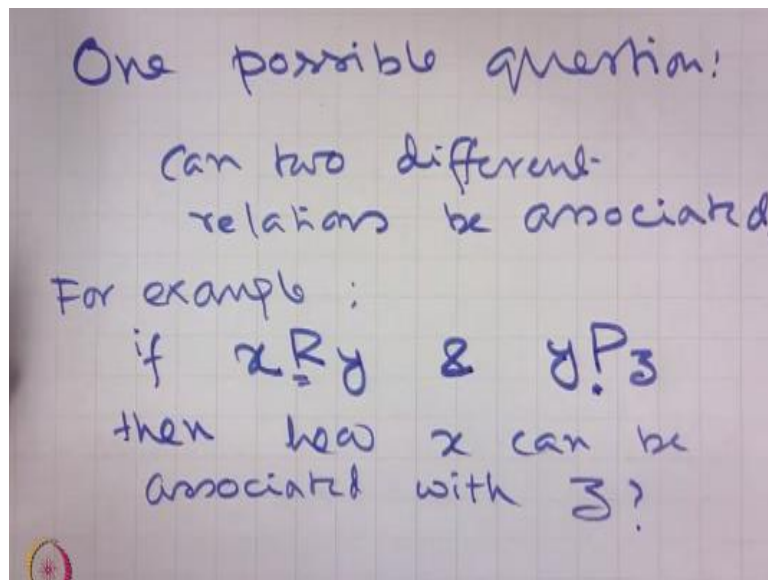 One possible question:
Can two different
relations be associated
For example :
if xRy & yPz
then how x can be
associated with z?